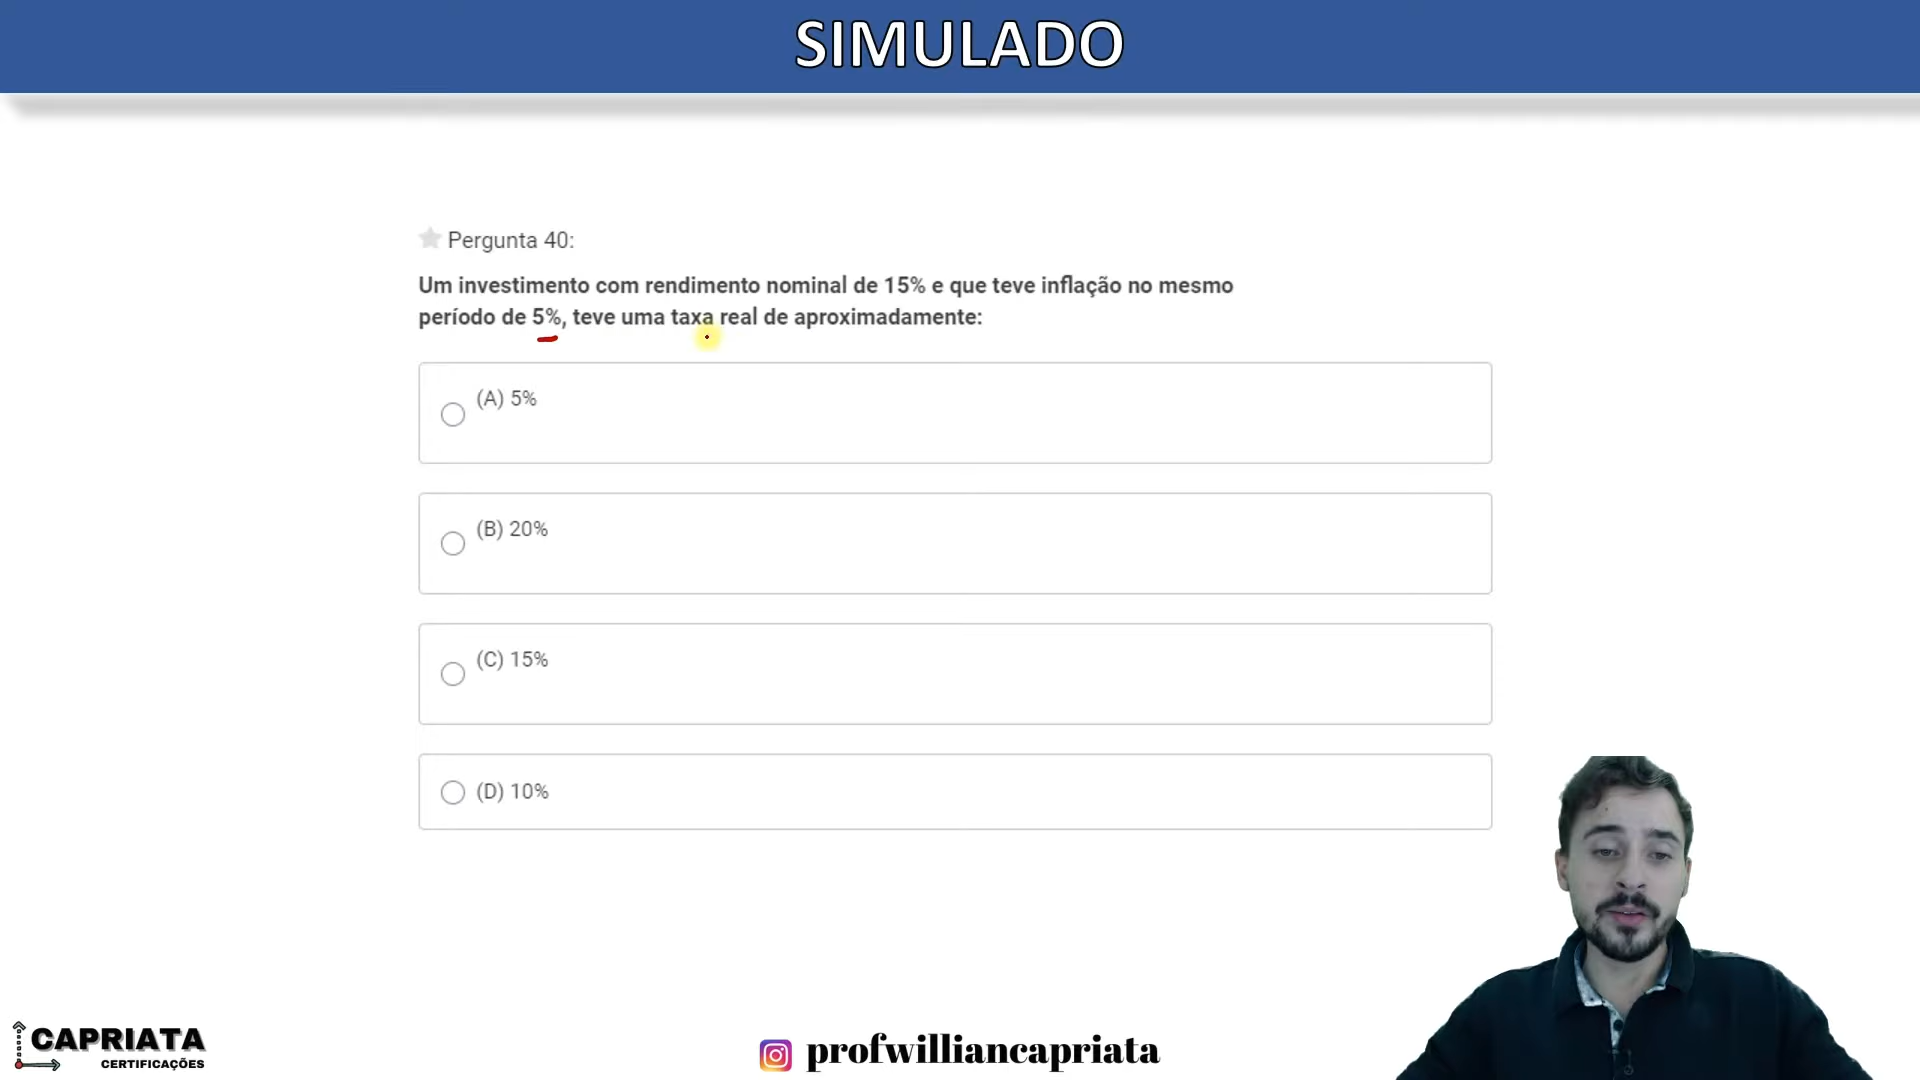 SIMULADO
Pergunta 40:
Um investimento com rendimento nominal de 15% e que teve inflação no mesmo
período de 5%, teve uma taxa real de aproximadamente:
(A) 5%
(B) 20%
(C) 15%
(D) 10%
CAPRIATA
CERTIFICAÇÕES
profwilliancapriata